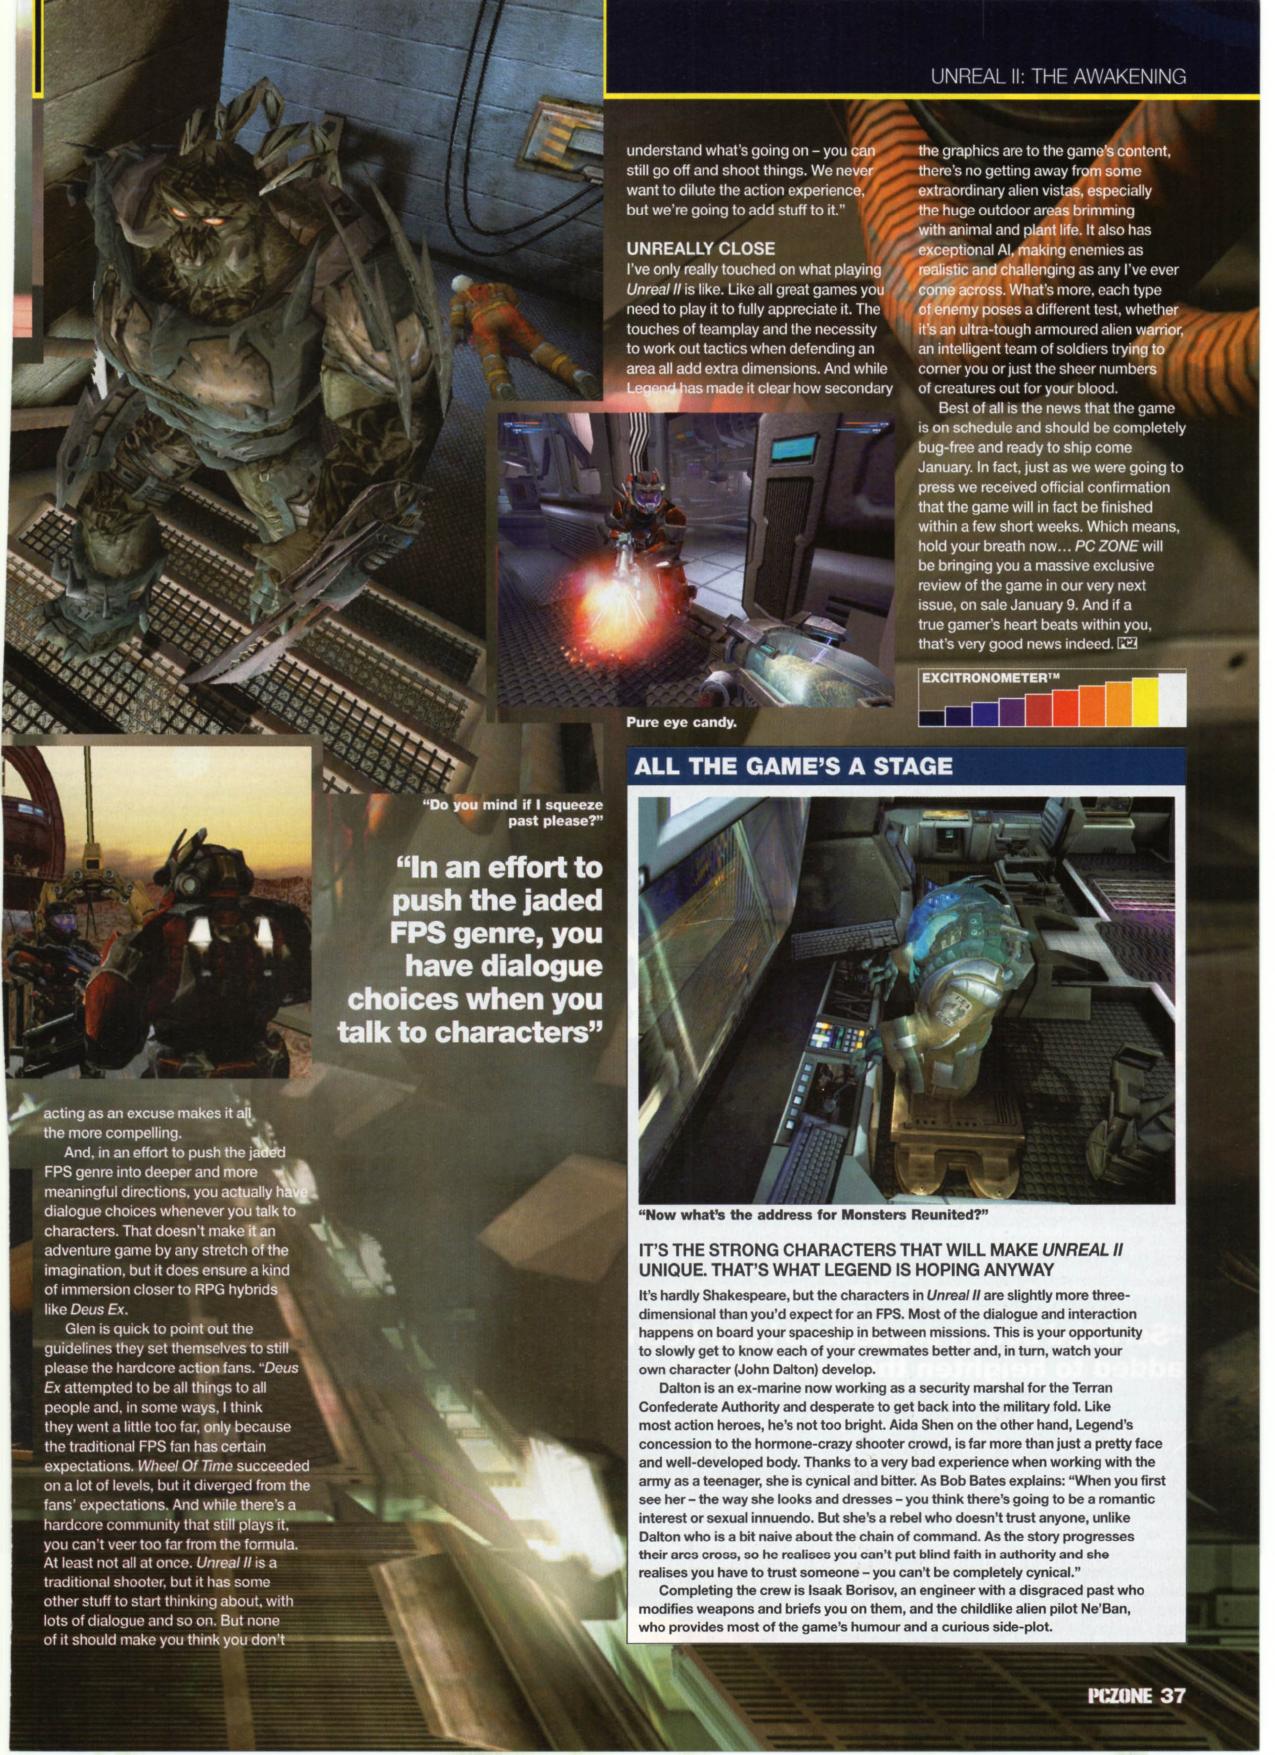 UNREAL II: THE AWAKENING
"Do you mind if I squeeze
past please?"
"In an effort to
push the jaded
FPS genre, you
have dialogue
choices when you
talk to characters"
acting as an excuse makes it all
the more compelling.
And, in an effort to push the jaded
FPS genre into deeper and more
meaningful directions, you actually have
dialogue choices whenever you talk to
characters. That doesn't make it an
adventure game by any stretch of the
imagination, but it does ensure a kind
of immersion closer to RPG hybrids
like Deus Ex.
Glen is quick to point out the
guidelines they set themselves to still
please the hardcore action fans. "Deus
Ex attempted to be all things to all
people and, in some ways, I think
they went a little too far, only because
the traditional FPS fan has certain
expectations. Wheel Of Time succeeded
on a lot of levels, but it diverged from the
fans' expectations. And while there's a
hardcore community that still plays it,
you can't veer too far from the formula.
At least not all at once. Unreal II is a
traditional shooter, but it has some
other stuff to start thinking about, with
lots of dialogue and so on. But none
of it should make you think you don't
understand what's going on – you can
still go off and shoot things. We never
want to dilute the action experience,
but we're going to add stuff to it."
UNREALLY CLOSE
I've only really touched on what playing
Unreal II is like. Like all great games you
need to play it to fully appreciate it. The
touches of teamplay and the necessity
to work out tactics when defending an
area all add extra dimensions. And while
Legend has made it clear how secondary
Pure eye candy.
the graphics are to the game's content,
there's no getting away from some
extraordinary alien vistas, especially
the huge outdoor areas brimming
with animal and plant life. It also has
exceptional AI, making enemies as
realistic and challenging as any I've ever
come across. What's more, each type
of enemy poses a different test, whether
it's an ultra-tough armoured alien warrior,
an intelligent team of soldiers trying to
corner you or just the sheer numbers
of creatures out for your blood.
Best of all is the news that the game
is on schedule and should be completely
bug-free and ready to ship come
January. In fact, just as we were going to
press we received official confirmation
that the game will in fact be finished
within a few short weeks. Which means,
hold your breath now... PC ZONE will
be bringing you a massive exclusive
review of the game in our very next
issue, on sale January 9. And if a
true gamer's heart beats within you,
that's very good news indeed. PCZ
EXCITRONOMETER™
ALL THE GAME'S A STAGE
"Now what's the address for Monsters Reunited?"
IT'S THE STRONG CHARACTERS THAT WILL MAKE UNREAL II
UNIQUE. THAT'S WHAT LEGEND IS HOPING ANYWAY
It's hardly Shakespeare, but the characters in Unreal II are slightly more three-
dimensional than you'd expect for an FPS. Most of the dialogue and interaction
happens on board your spaceship in between missions. This is your opportunity
to slowly get to know each of your crewmates better and, in turn, watch your
own character (John Dalton) develop.
Dalton is an ex-marine now working as a security marshal for the Terran
Confederate Authority and desperate to get back into the military fold. Like
most action heroes, he's not too bright. Aida Shen on the other hand, Legend's
concession to the hormone-crazy shooter crowd, is far more than just a pretty face
and well-developed body. Thanks to a very bad experience when working with the
army as a teenager, she is cynical and bitter. As Bob Bates explains: "When you first
see her – the way she looks and dresses – you think there's going to be a romantic
interest or sexual innuendo. But she's a rebel who doesn't trust anyone, unlike
Dalton who is a bit naive about the chain of command. As the story progresses
their arcs cross, so he realises you can't put blind faith in authority and she
realises you have to trust someone – you can't be completely cynical."
Completing the crew is Isaak Borisov, an engineer with a disgraced past who
modifies weapons and briefs you on them, and the childlike alien pilot Ne'Ban,
who provides most of the game's humour and a curious side-plot.
PCZONE 37